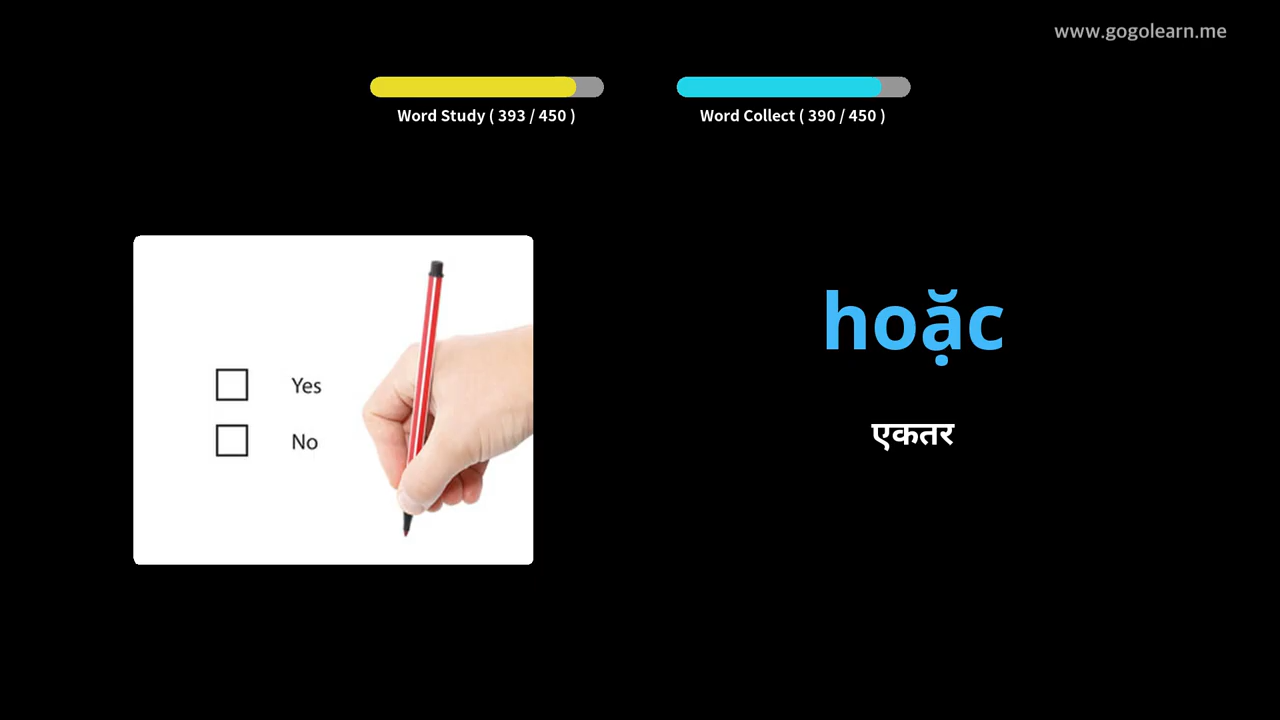 www.gogolearn.me
Word Study ( 393 / 450 )
Word Collect ( 390 / 450 )
Yes
No
hoặc
एकतर